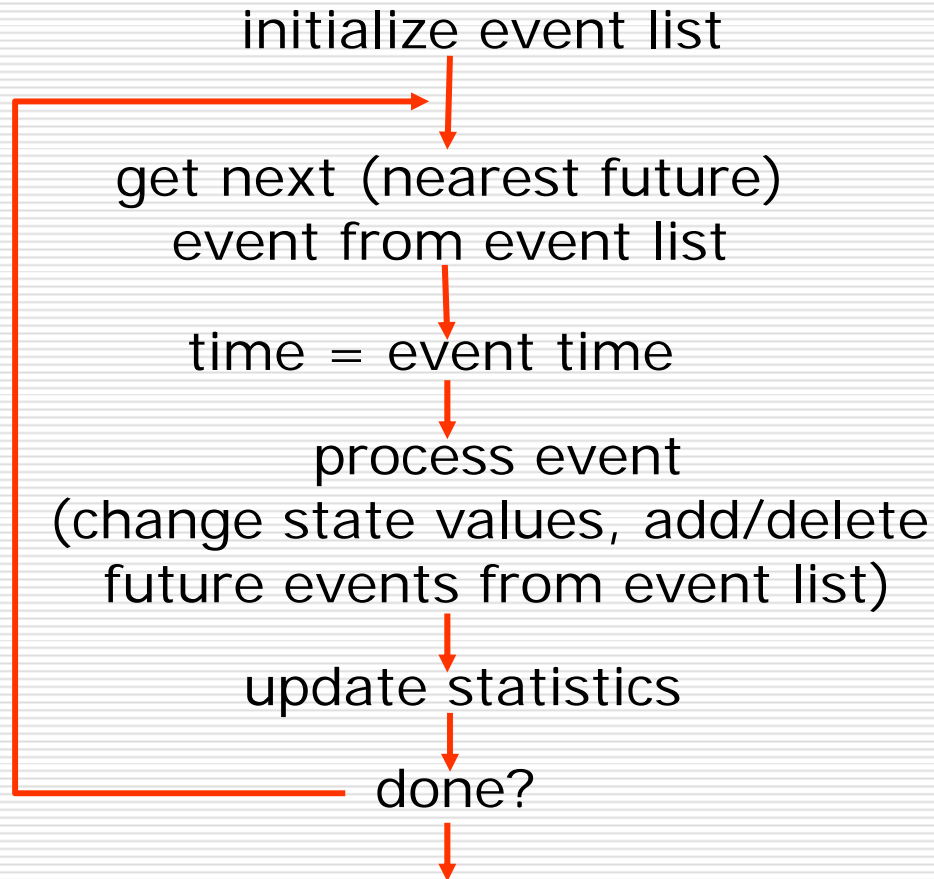 initialize event list
get next (nearest future)
event from event list
time = event time
process event
(change state values, add/delete
future events from event list)
update statistics
done?